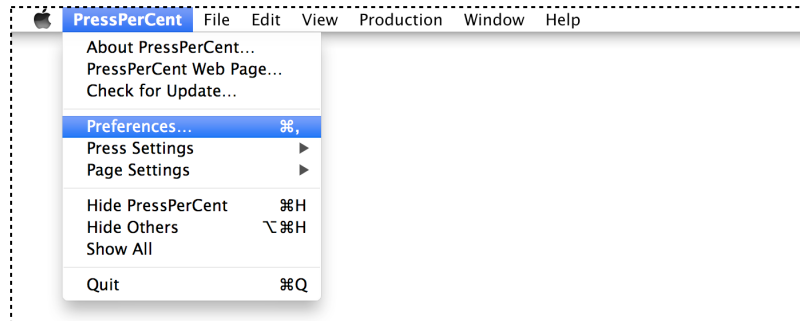 PressPerCent File Edit View Production Window Help
About PressPerCent...
PressPerCent Web Page...
Check for Update...
Preferences... ⌘,
Press Settings ▶
Page Settings ▶
Hide PressPerCent ⌘H
Hide Others ⌥⌘H
Show All
Quit ⌘Q